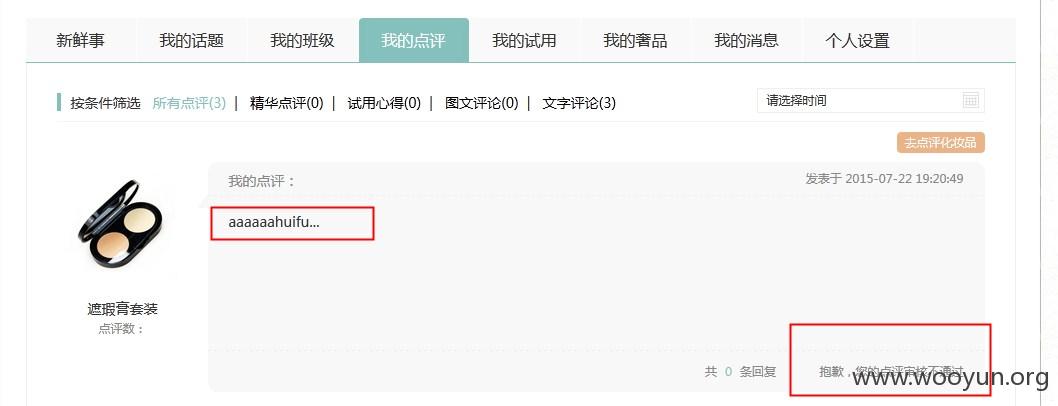 新鲜事 我的话题 我的班级 我的点评 我的试用 我的奢品 我的消息 个人设置
按条件筛选 所有点评(3) | 精华点评(0) | 试用心得(0) | 图文评论(0) | 文字评论(3) 请选择时间
去点评化妆品
我的点评： 发表于 2015-07-22 19:20:49
aaaaaahuifu...
遮瑕膏套装
点评数：
共 0 条回复 抱歉，您的点评审核不通过
www.wooyun.org